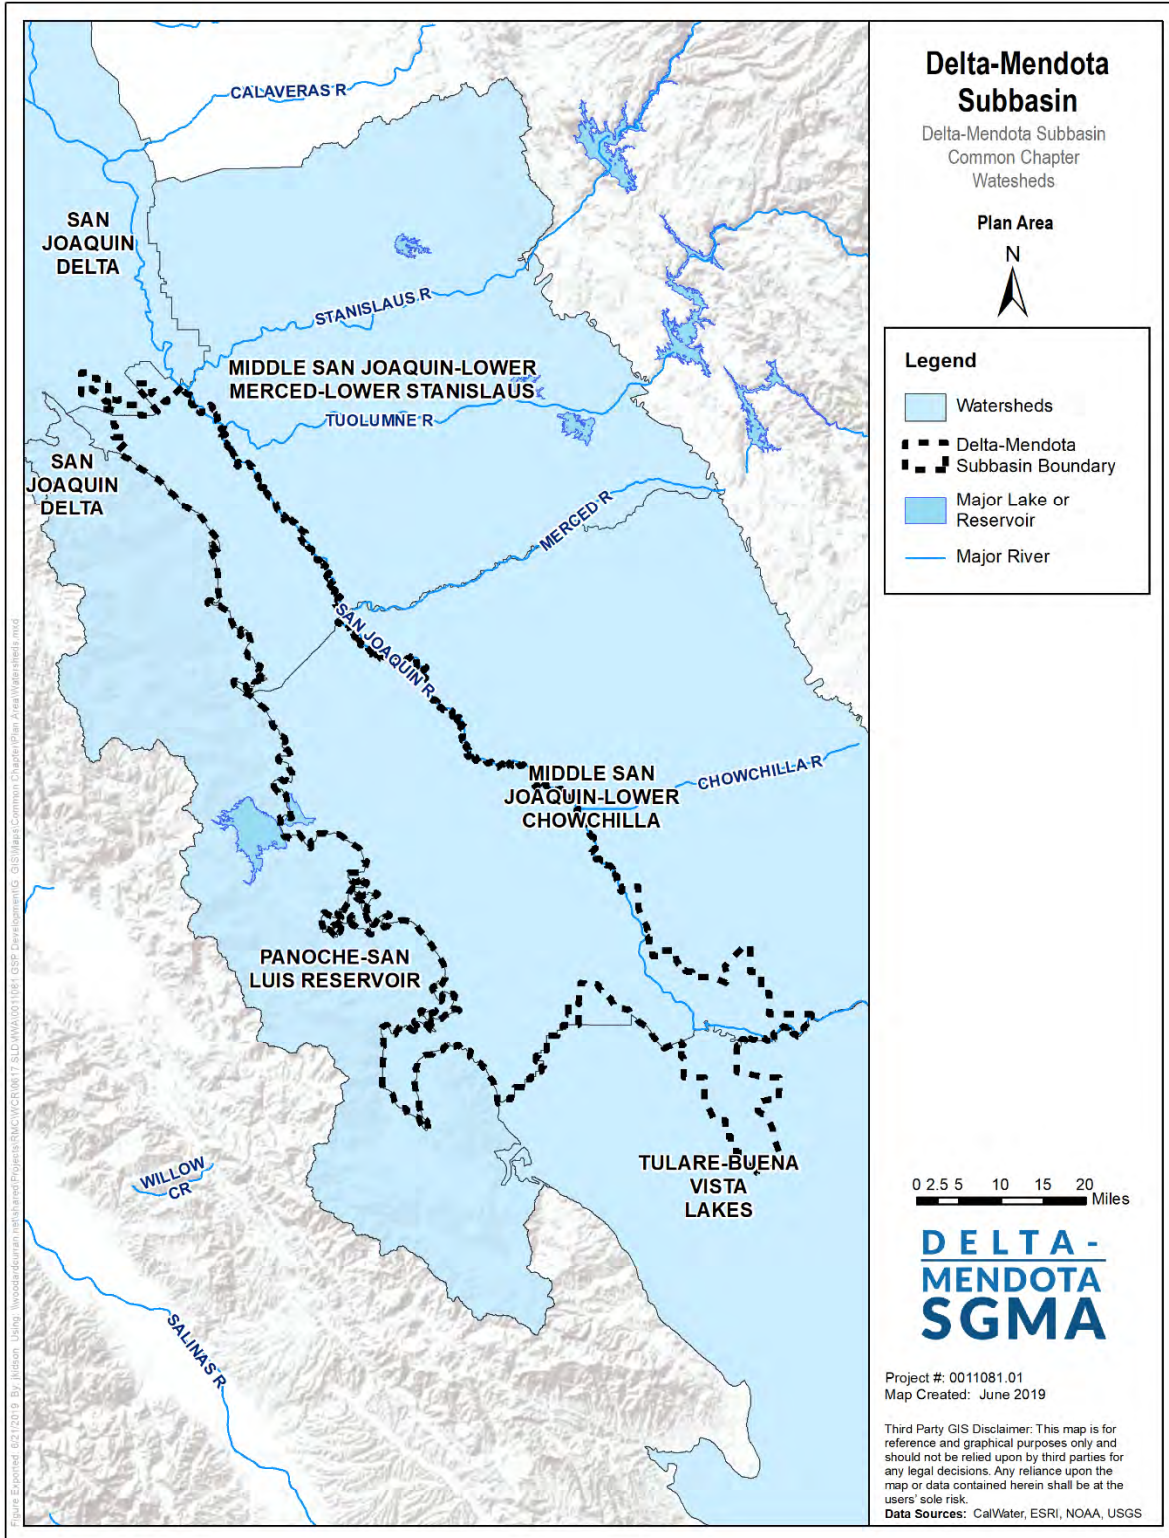 Delta-Mendota
Subbasin
Delta-Mendota Subbasin
Common Chapter
Watesheds
Plan Area
N
Legend
Watersheds
Delta-Mendota
Subbasin Boundary
Major Lake or
Reservoir
Major River
CALAVERAS R
SAN
JOAQUIN
DELTA
STANISLAUS R
MIDDLE SAN JOAQUIN-LOWER
MERCED-LOWER STANISLAUS
TUOLUMNE R
SAN
JOAQUIN
DELTA
MERCED R
SAN JOAQUIN R
MIDDLE SAN
JOAQUIN-LOWER
CHOWCHILLA
CHOWCHILLA R
PANOCHE-SAN
LUIS RESERVOIR
TULARE-BUENA
VISTA
LAKES
WILLOW
CR
SALINAS R
0 2.5 5 10 15 20
Miles
DELTA-
MENDOTA
SGMA
Project #: 0011081.01
Map Created: June 2019
Third Party GIS Disclaimer: This map is for
reference and graphical purposes only and
should not be relied upon by third parties for
any legal decisions. Any reliance upon the
map or data contained herein shall be at the
users' sole risk.
Data Sources: CalWater, ESRI, NOAA, USGS